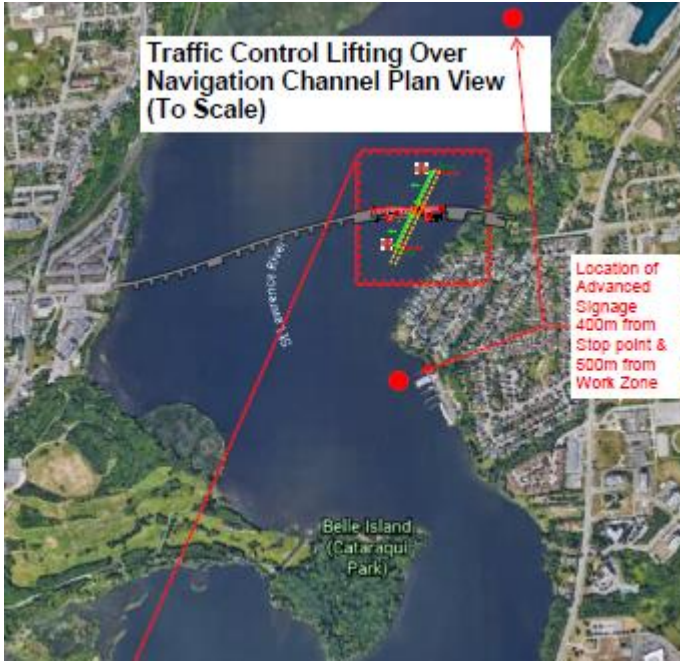 Traffic Control Lifting Over
Navigation Channel Plan View
(To Scale)
St Lawrence River
Location of
Advanced
Signage
400m from
Stop point &
500m from
Work Zone
Belle Island
(Cataraqui
Park)